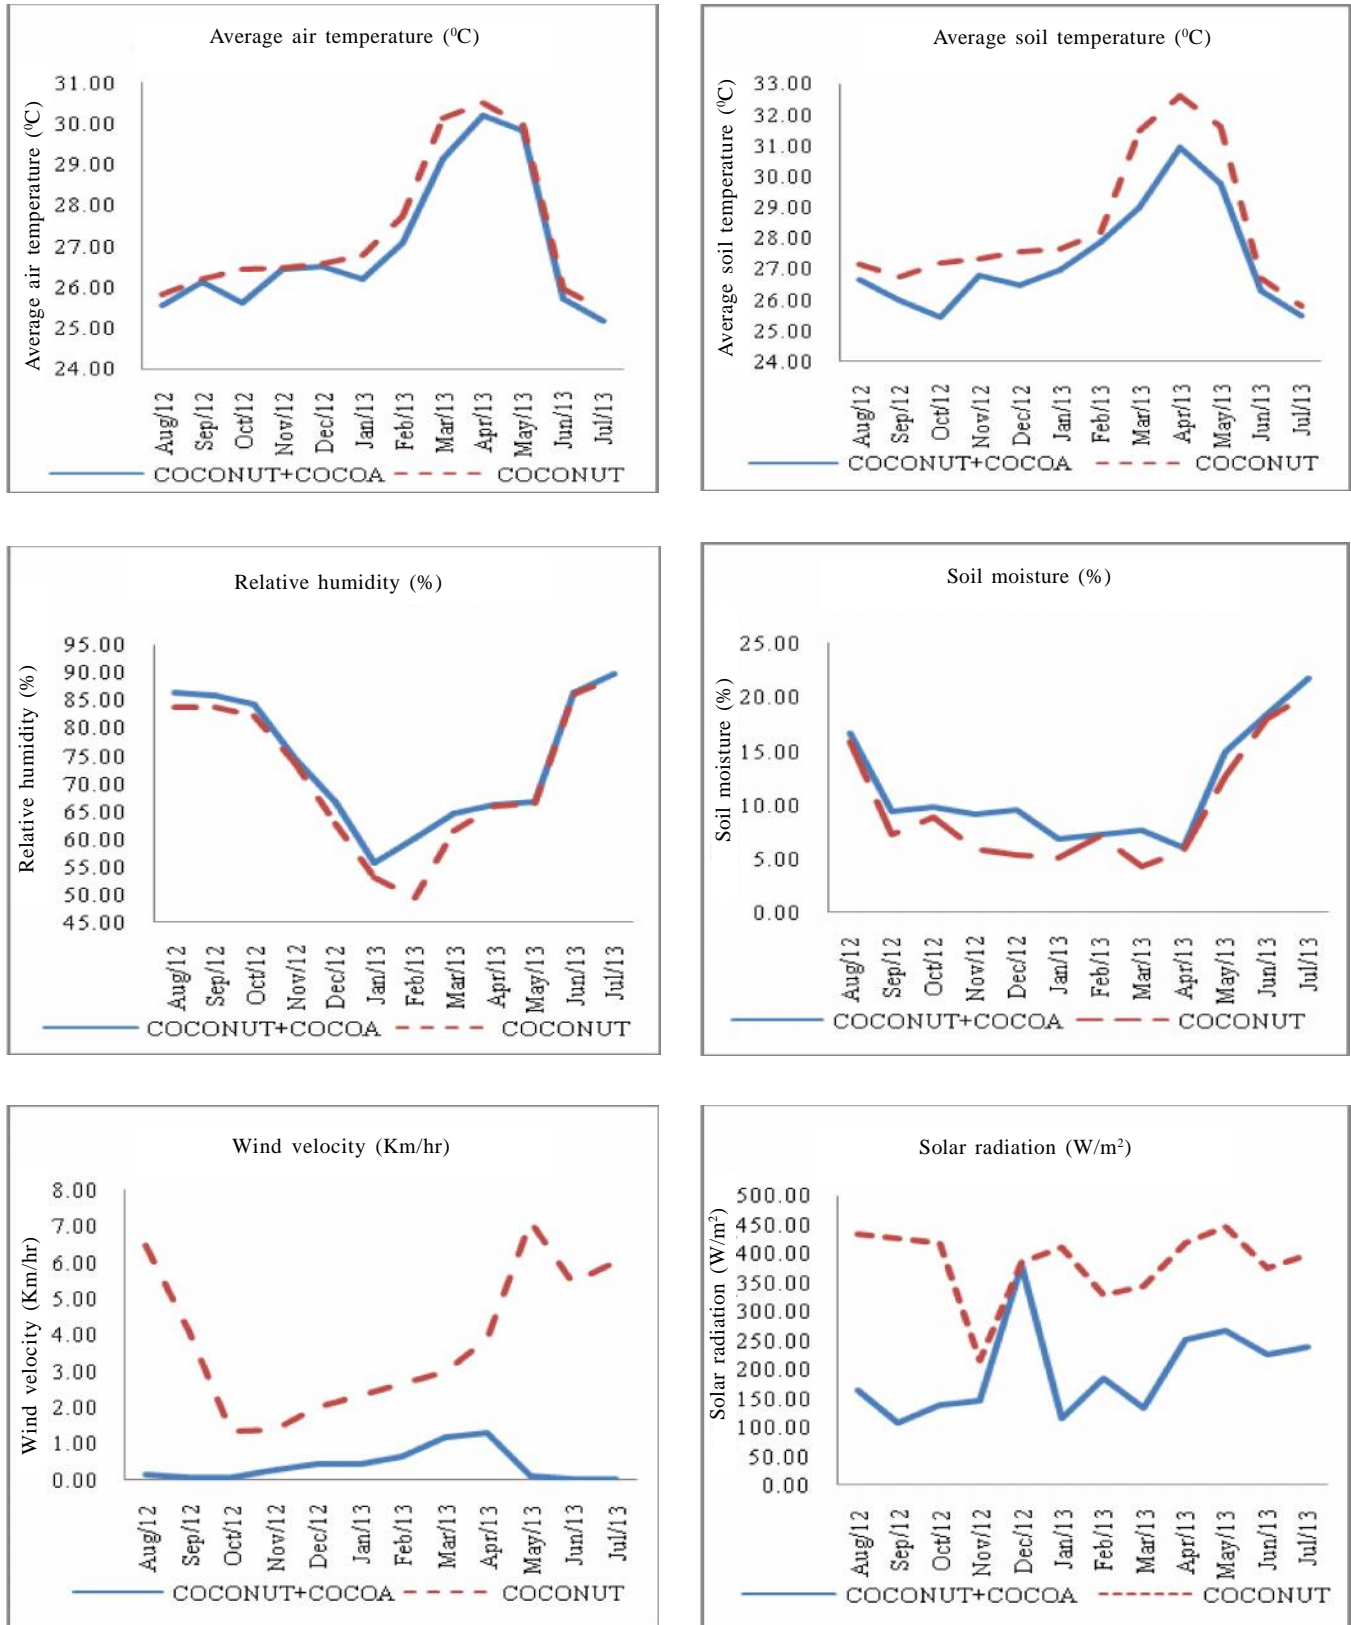 Average air temperature (⁰C)
Average air temperature (⁰C)
31.00
30.00
29.00
28.00
27.00
26.00
25.00
24.00
Aug/12
Sep/12
Oct/12
Nov/12
Dec/12
Jan/13
Feb/13
Mar/13
Apr/13
May/13
Jun/13
Jul/13
COCONUT+COCOA
COCONUT
Average soil temperature (⁰C)
Average soil temperature (⁰C)
33.00
32.00
31.00
30.00
29.00
28.00
27.00
26.00
25.00
24.00
Aug/12
Sep/12
Oct/12
Nov/12
Dec/12
Jan/13
Feb/13
Mar/13
Apr/13
May/13
Jun/13
Jul/13
COCONUT+COCOA
COCONUT
Relative humidity (%)
Relative humidity (%)
95.00
90.00
85.00
80.00
75.00
70.00
65.00
60.00
55.00
50.00
45.00
Aug/12
Sep/12
Oct/12
Nov/12
Dec/12
Jan/13
Feb/13
Mar/13
Apr/13
May/13
Jun/13
Jul/13
COCONUT+COCOA
COCONUT
Soil moisture (%)
Soil moisture (%)
25.00
20.00
15.00
10.00
5.00
0.00
Aug/12
Sep/12
Oct/12
Nov/12
Dec/12
Jan/13
Feb/13
Mar/13
Apr/13
May/13
Jun/13
Jul/13
COCONUT+COCOA
COCONUT
Wind velocity (Km/hr)
Wind velocity (Km/hr)
8.00
7.00
6.00
5.00
4.00
3.00
2.00
1.00
0.00
Aug/12
Sep/12
Oct/12
Nov/12
Dec/12
Jan/13
Feb/13
Mar/13
Apr/13
May/13
Jun/13
Jul/13
COCONUT+COCOA
COCONUT
Solar radiation (W/m²)
Solar radiation (W/m²)
500.00
450.00
400.00
350.00
300.00
250.00
200.00
150.00
100.00
50.00
0.00
Aug/12
Sep/12
Oct/12
Nov/12
Dec/12
Jan/13
Feb/13
Mar/13
Apr/13
May/13
Jun/13
Jul/13
COCONUT+COCOA
COCONUT